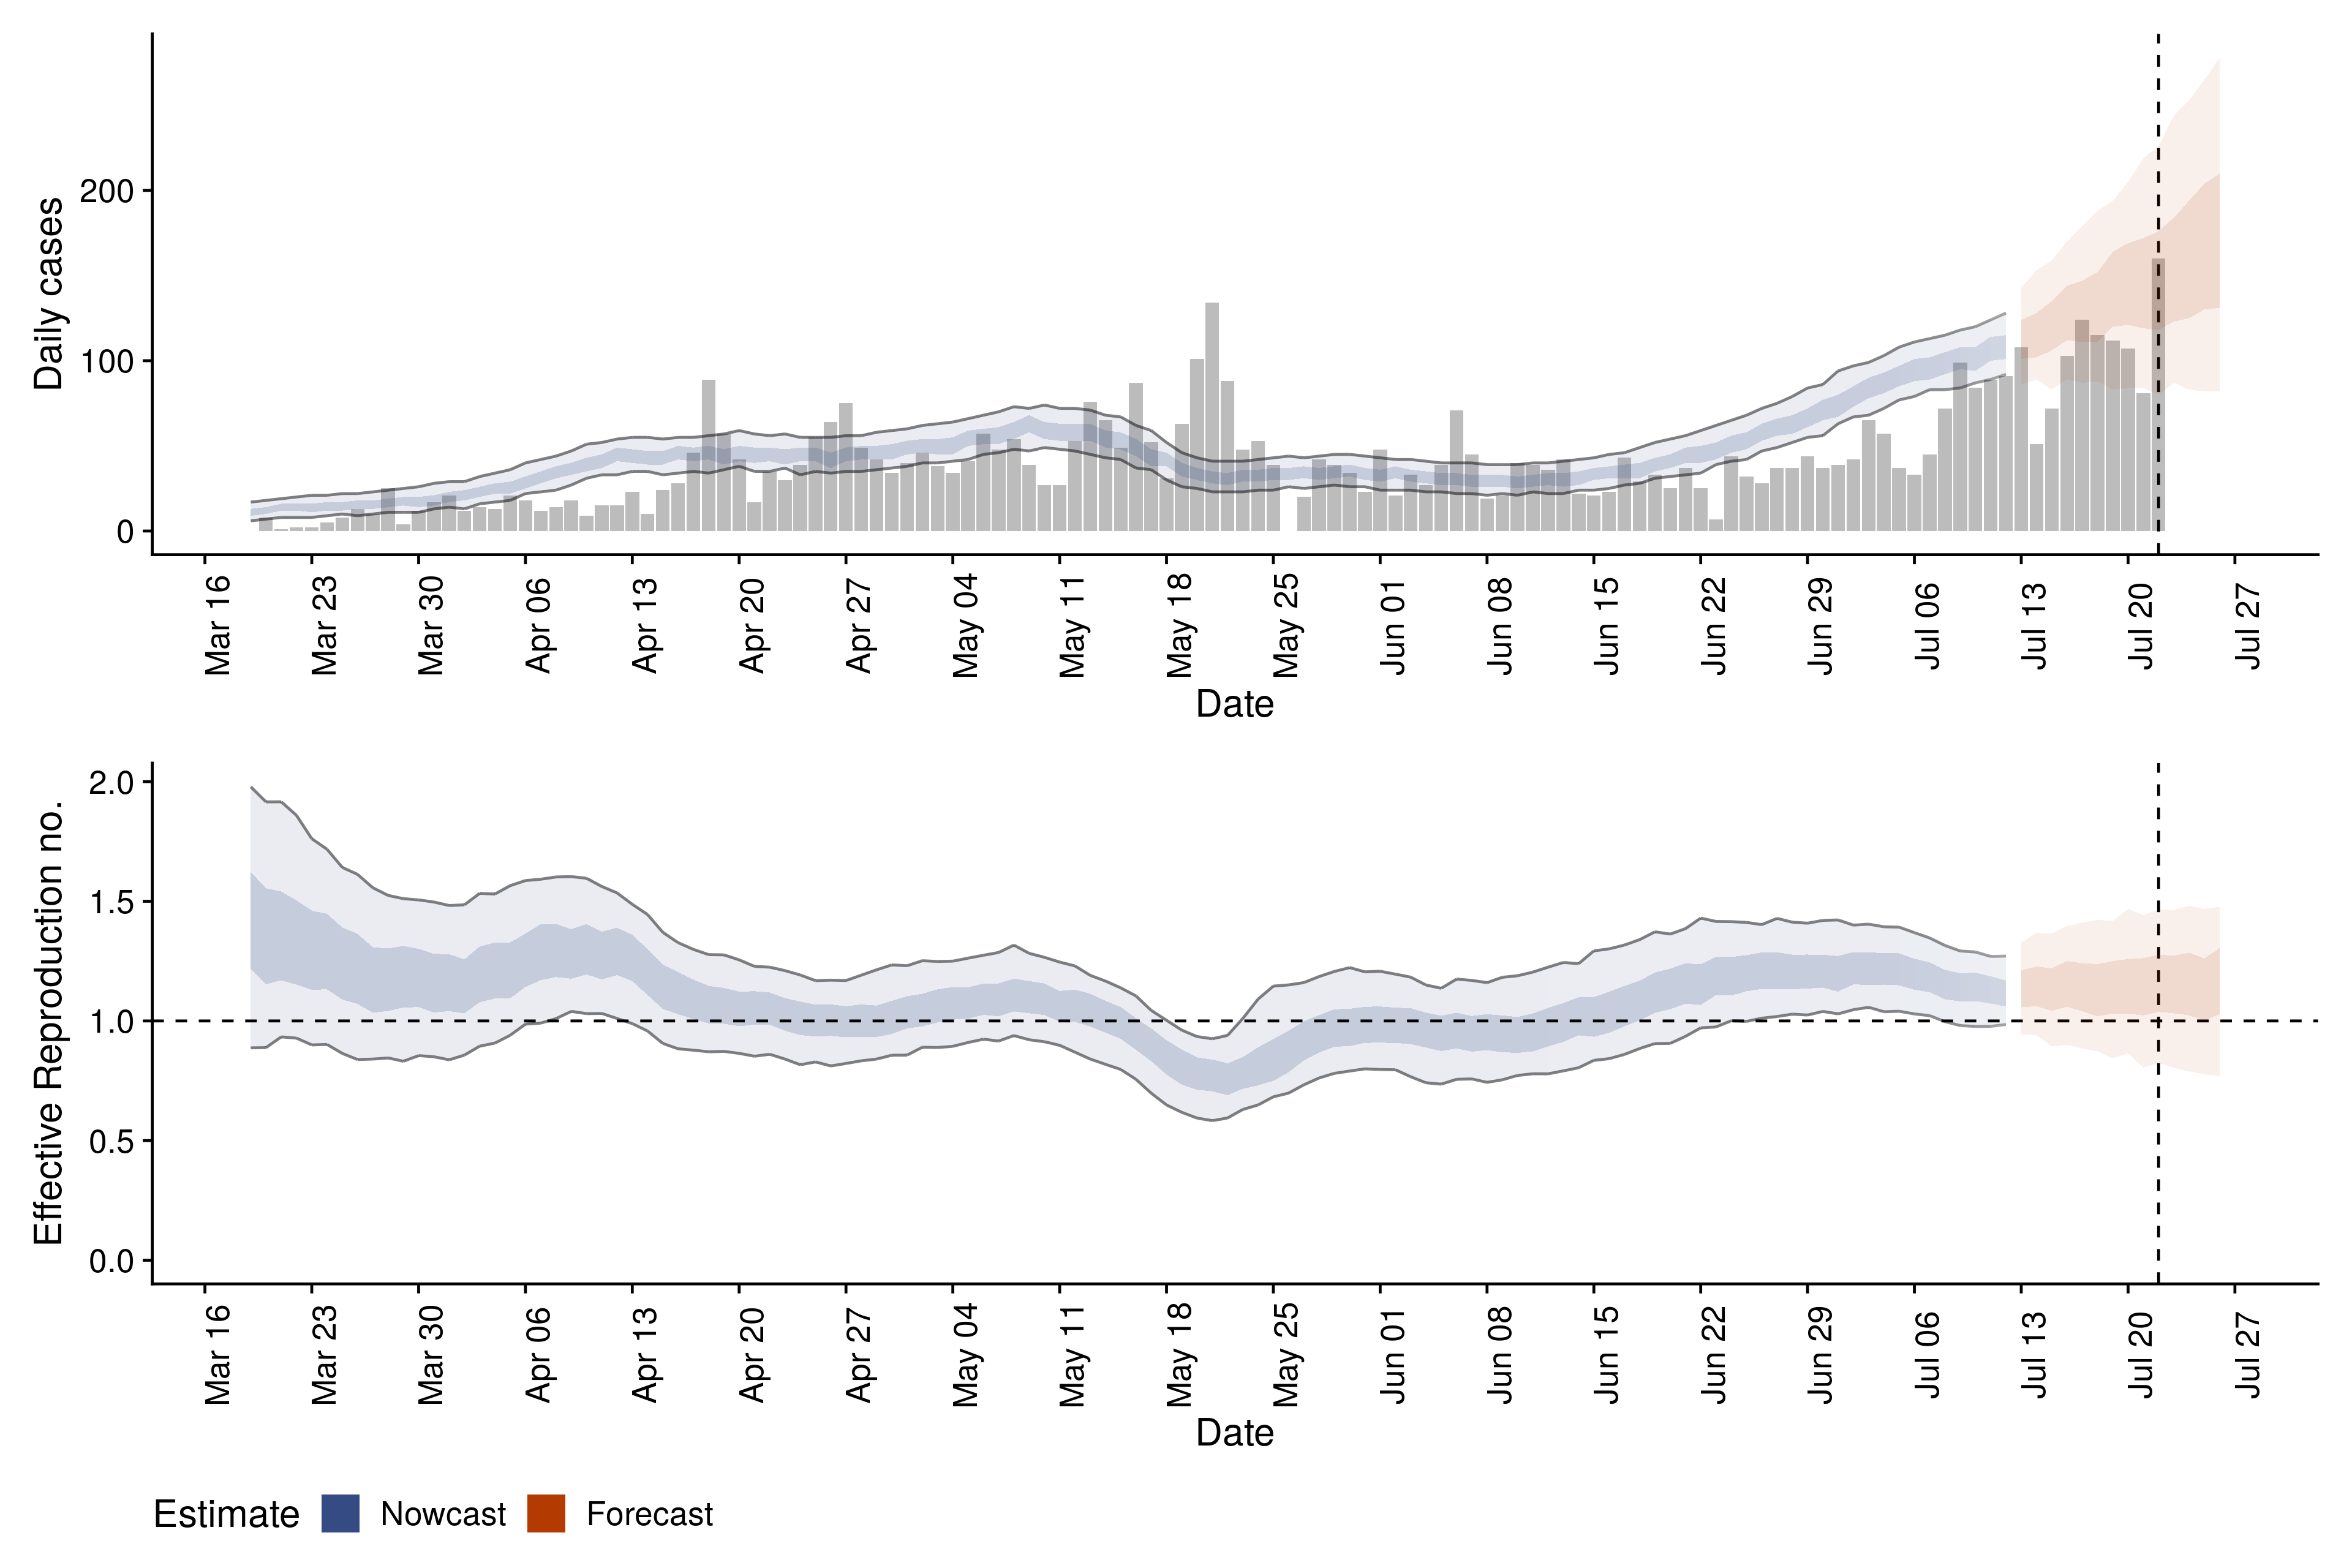 Daily cases
200
100
0
Mar 16
Mar 23
Mar 30
Apr 06
Apr 13
Apr 20
Apr 27
May 04
May 11
May 18
May 25
Jun 01
Jun 08
Jun 15
Jun 22
Jun 29
Jul 06
Jul 13
Jul 20
Jul 27
Date
Effective Reproduction no.
2.0
1.5
1.0
0.5
0.0
Mar 16
Mar 23
Mar 30
Apr 06
Apr 13
Apr 20
Apr 27
May 04
May 11
May 18
May 25
Jun 01
Jun 08
Jun 15
Jun 22
Jun 29
Jul 06
Jul 13
Jul 20
Jul 27
Date
Estimate Nowcast Forecast